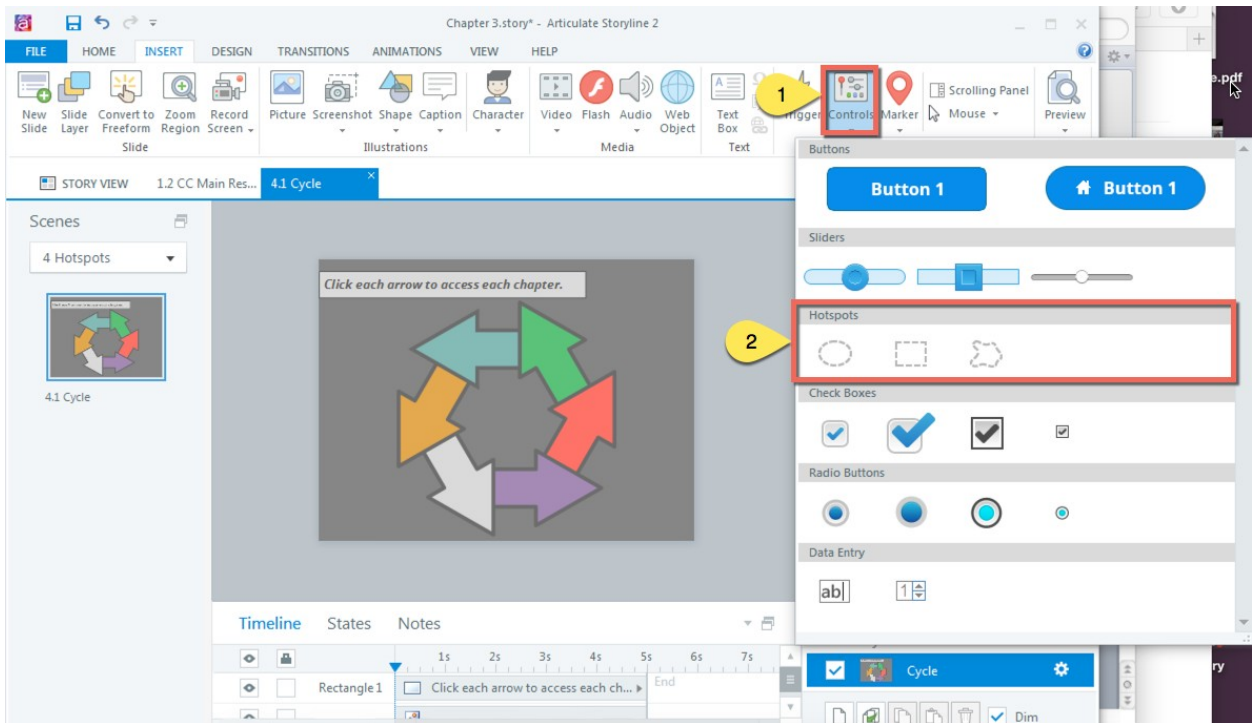 Chapter 3.story* - Articulate Storyline 2
FILE HOME INSERT DESIGN TRANSITIONS ANIMATIONS VIEW HELP
New Slide
Slide Layer
Convert to Freeform
Zoom Region
Record Screen
Picture
Screenshot
Shape
Caption
Character
Video
Flash
Audio
Web Object
Text Box
1
Controls
Marker
Scrolling Panel
Mouse
Preview
Slide
Illustrations
Media
Text
e.pdf
STORY VIEW
1.2 CC Main Res...
4.1 Cycle
Scenes
4 Hotspots
4.1 Cycle
Click each arrow to access each chapter.
Buttons
Button 1
Button 1
Sliders
2
Hotspots
Check Boxes
Radio Buttons
Data Entry
ab|
1
Timeline States Notes
1s 2s 3s 4s 5s 6s 7s
Rectangle 1
Click each arrow to access each ch...
End
Cycle
Dim
ry